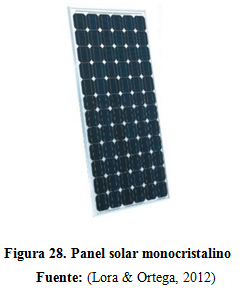 Figura 28. Panel solar monocristalino
Fuente: (Lora & Ortega, 2012)